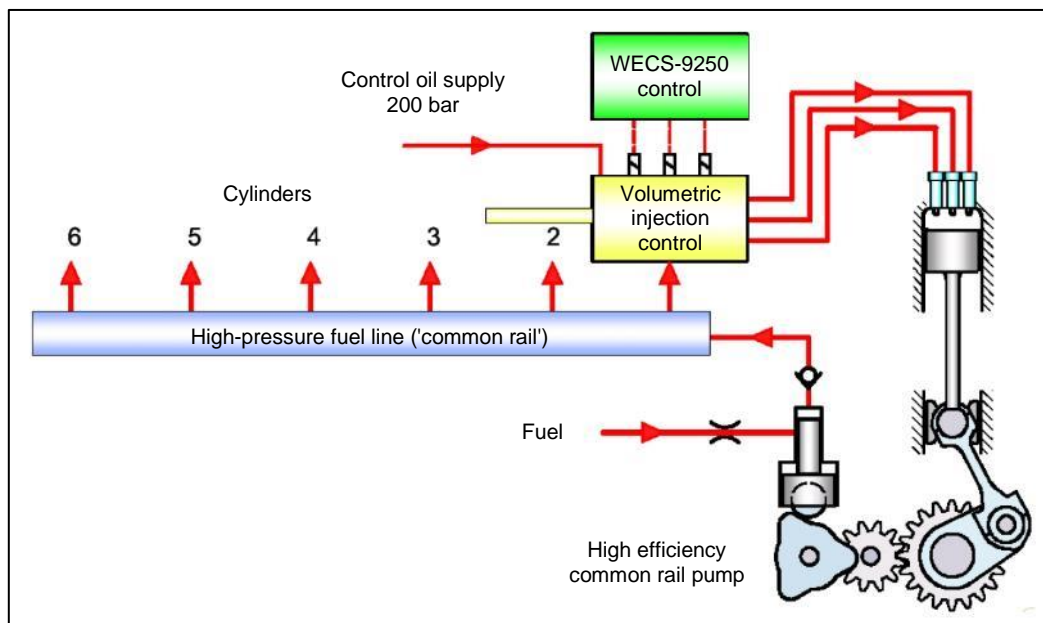 WECS-9250
control
Control oil supply
200 bar
Volumetric
injection
control
Cylinders
6 5 4 3 2
High-pressure fuel line ('common rail')
Fuel
High efficiency
common rail pump